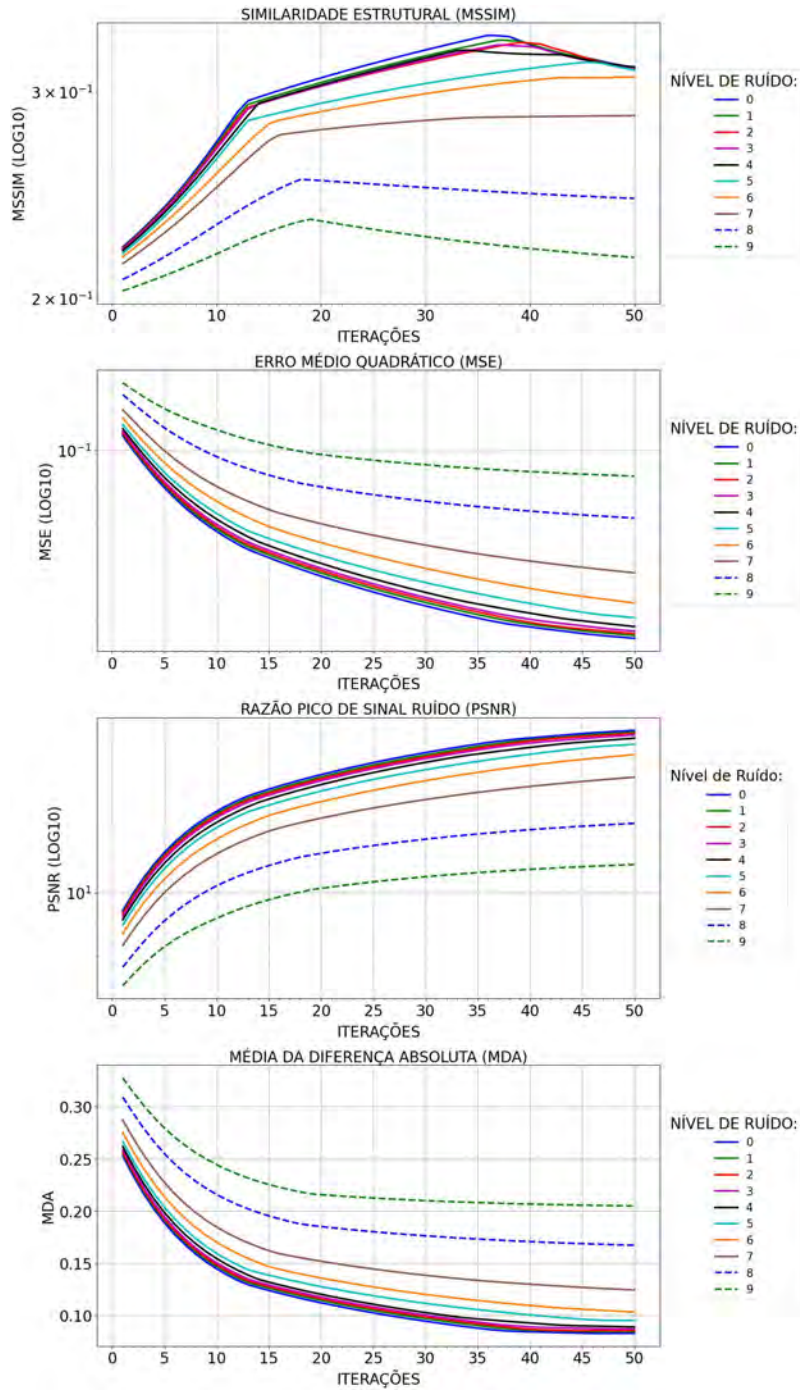 SIMILARIDADE ESTRUTURAL (MSSIM)
MSSIM (LOG10)
3 × 10⁻¹
2 × 10⁻¹
0 10 20 30 40 50
ITERAÇÕES
NÍVEL DE RUÍDO:
0
1
2
3
4
5
6
7
8
9
ERRO MÉDIO QUADRÁTICO (MSE)
MSE (LOG10)
10⁻¹
0 5 10 15 20 25 30 35 40 45 50
ITERAÇÕES
NÍVEL DE RUÍDO:
0
1
2
3
4
5
6
7
8
9
RAZÃO PICO DE SINAL RUÍDO (PSNR)
PSNR (LOG10)
10¹
0 5 10 15 20 25 30 35 40 45 50
ITERAÇÕES
Nível de Ruído:
0
1
2
3
4
5
6
7
8
9
MÉDIA DA DIFERENÇA ABSOLUTA (MDA)
MDA
0.30
0.25
0.20
0.15
0.10
0 5 10 15 20 25 30 35 40 45 50
ITERAÇÕES
NÍVEL DE RUÍDO:
0
1
2
3
4
5
6
7
8
9